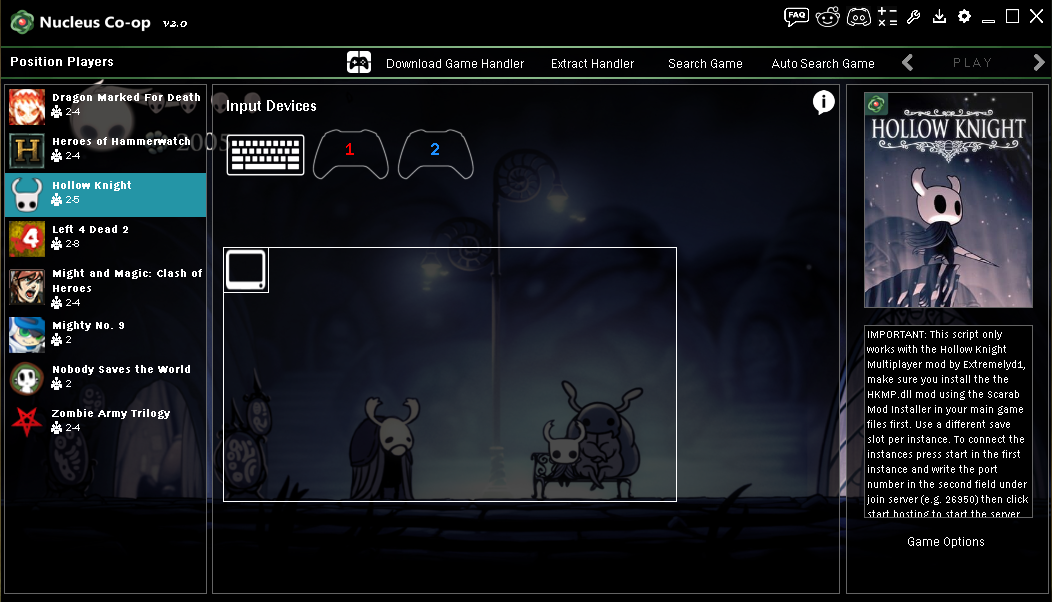 Nucleus Co-op v2.0
FAQ
Position Players
Download Game Handler
Extract Handler
Search Game
Auto Search Game
PLAY
Dragon Marked For Death
2-4
Heroes of Hammerwatch
2-4
Hollow Knight
2-5
Left 4 Dead 2
2-8
Might and Magic: Clash of
Heroes
2-4
Mighty No. 9
2
Nobody Saves the World
2
Zombie Army Trilogy
2-4
2005
Input Devices
1
2
HOLLOW KNIGHT
IMPORTANT: This script only
works with the Hollow Knight
Multiplayer mod by Extremelyd1,
make sure you install the the
HKMP.dll mod using the Scarab
Mod Installer in your main game
files first. Use a different save
slot per instance. To connect the
instances press start in the first
instance and write the port
number in the second field under
join server (e.g. 26950) then click
start hosting to start the server.
Game Options